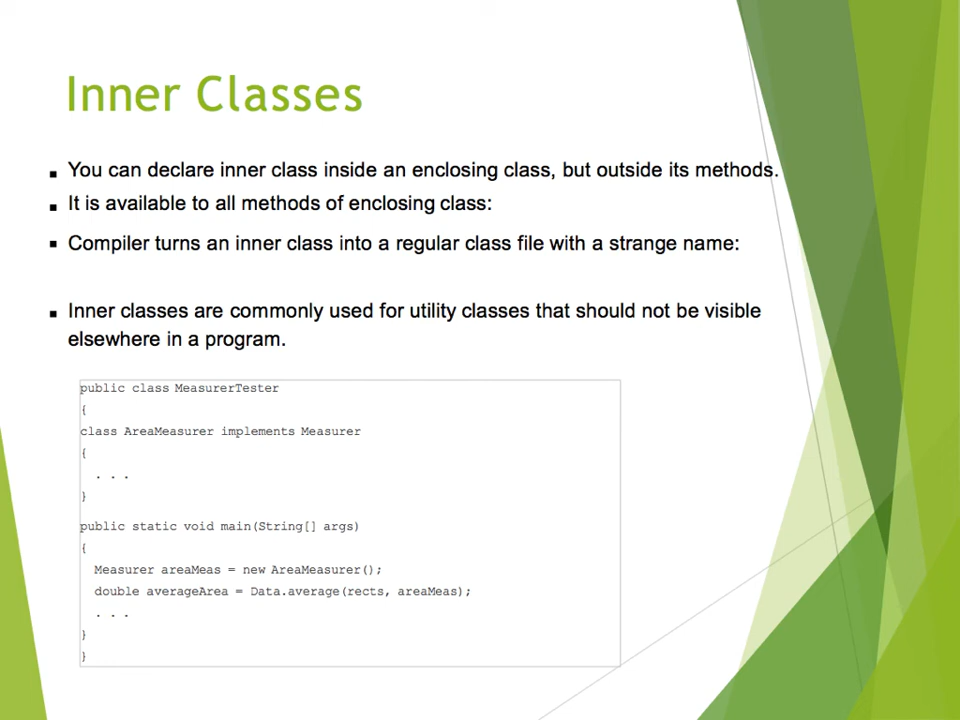 Inner Classes
You can declare inner class inside an enclosing class, but outside its methods.
It is available to all methods of enclosing class:
Compiler turns an inner class into a regular class file with a strange name:
Inner classes are commonly used for utility classes that should not be visible
elsewhere in a program.
public class MeasurerTester
{
class AreaMeasurer implements Measurer
{
. . .
}
public static void main(String[] args)
{
Measurer areaMeas = new AreaMeasurer();
double averageArea = Data.average(rects, areaMeas);
. . .
}
}